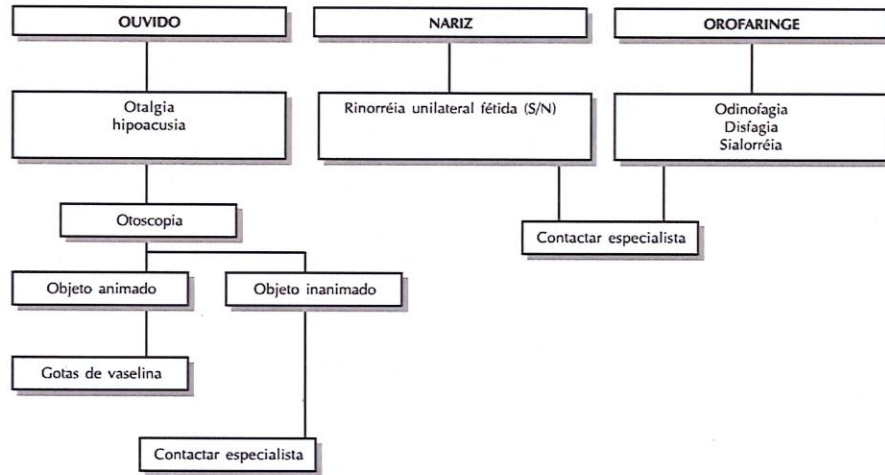 OUVIDO
NARIZ
OROFARINGE
Otalgia
hipoacusia
Rinorréia unilateral fétida (S/N)
Odinofagia
Disfagia
Sialorréia
Otoscopia
Contactar especialista
Objeto animado
Objeto inanimado
Gotas de vaselina
Contactar especialista